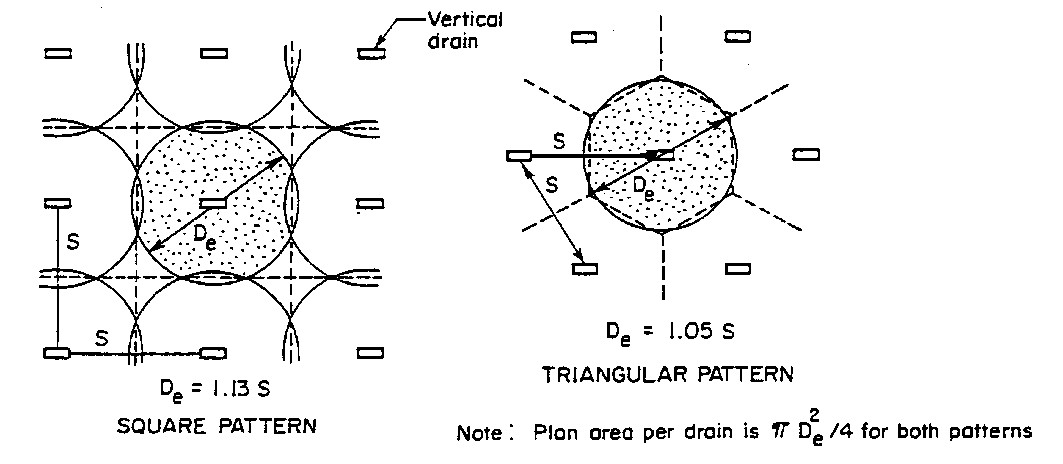 Vertical
drain
S
De
S
De = 1.13 S
SQUARE PATTERN
S
S
De
De = 1.05 S
TRIANGULAR PATTERN
Note: Plan area per drain is π De²/4 for both patterns